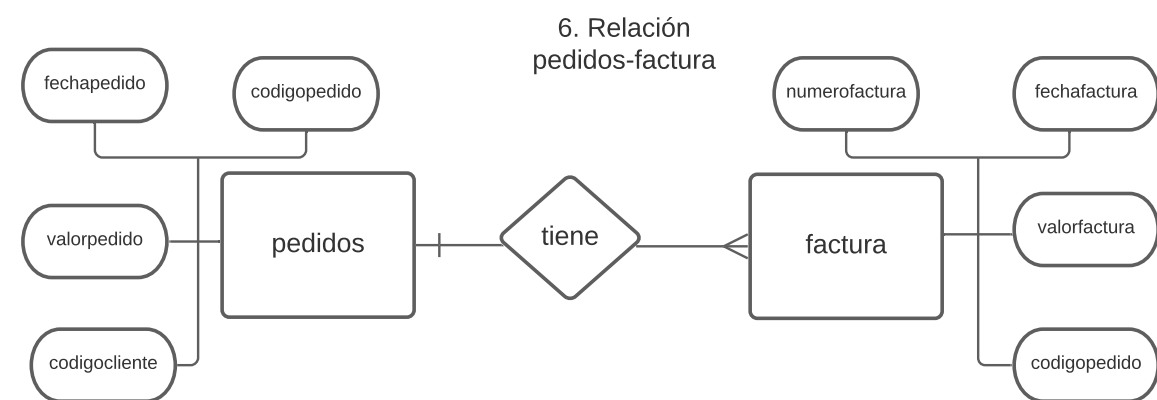 6. Relación
pedidos-factura
fechapedido
codigopedido
numerofactura
fechafactura
valorpedido
pedidos
tiene
factura
valorfactura
codigocliente
codigopedido